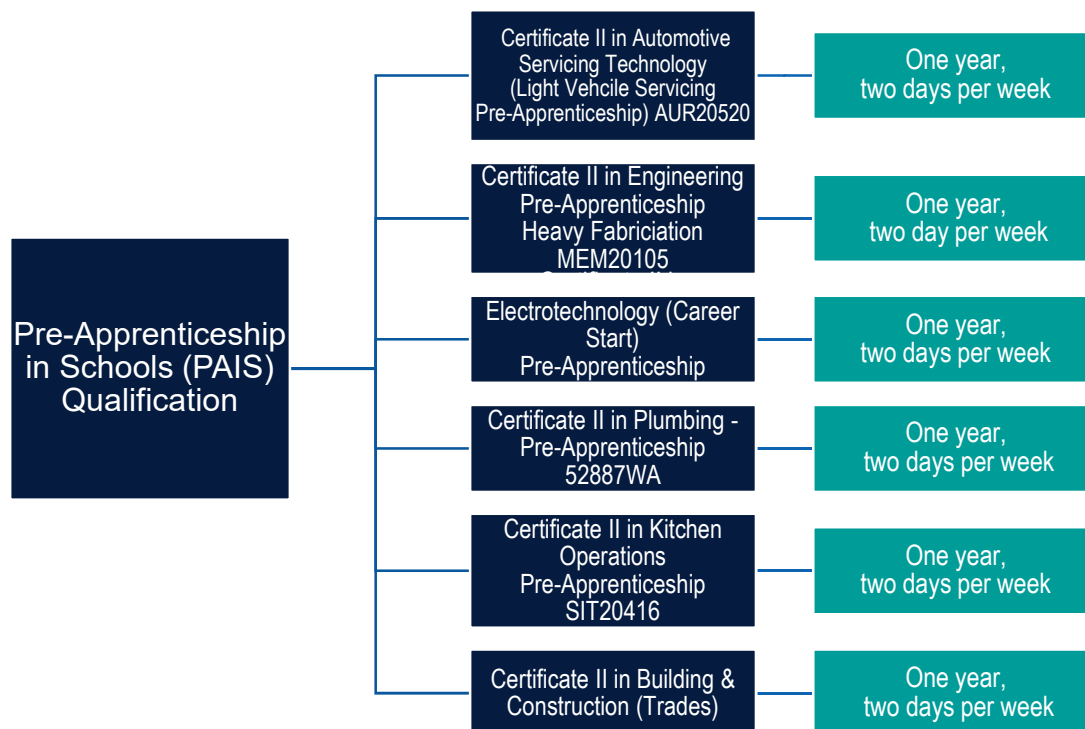 Pre-Apprenticeship
in Schools (PAIS)
Qualification
Certificate II in Automotive
Servicing Technology
(Light Vehcile Servicing
Pre-Apprenticeship) AUR20520
One year,
two days per week
Certificate II in Engineering
Pre-Apprenticeship
Heavy Fabriciation
MEM20105
One year,
two day per week
Electrotechnology (Career
Start)
Pre-Apprenticeship
One year,
two days per week
Certificate II in Plumbing -
Pre-Apprenticeship
52887WA
One year,
two days per week
Certificate II in Kitchen
Operations
Pre-Apprenticeship
SIT20416
One year,
two days per week
Certificate II in Building &
Construction (Trades)
One year,
two days per week